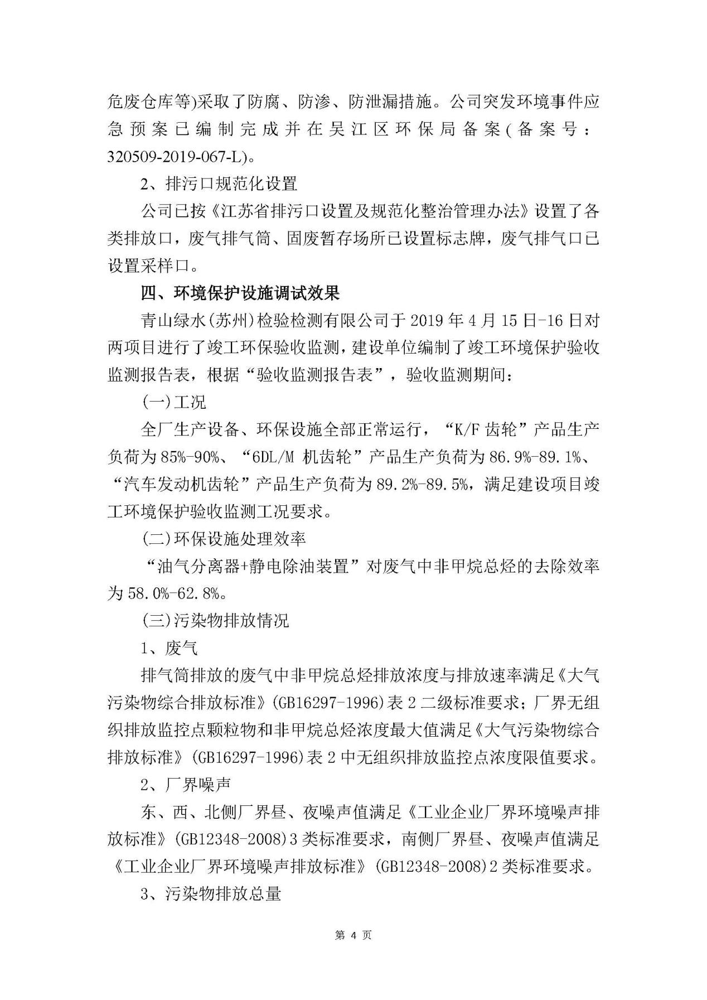 危废仓库等)采取了防腐、防渗、防泄漏措施。公司突发环境事件应
急预案已编制完成并在吴江区环保局备案(备案号：
320509-2019-067-L)。
2、排污口规范化设置
公司已按《江苏省排污口设置及规范化整治管理办法》设置了各
类排放口，废气排气筒、固废暂存场所已设置标志牌，废气排气口已
设置采样口。
四、环境保护设施调试效果
青山绿水(苏州)检验检测有限公司于 2019 年 4 月 15 日-16 日对
两项目进行了竣工环保验收监测，建设单位编制了竣工环境保护验收
监测报告表，根据“验收监测报告表”，验收监测期间：
(一)工况
全厂生产设备、环保设施全部正常运行，“K/F 齿轮”产品生产
负荷为 85%-90%、“6DL/M 机齿轮”产品生产负荷为 86.9%-89.1%、
“汽车发动机齿轮”产品生产负荷为 89.2%-89.5%，满足建设项目竣
工环境保护验收监测工况要求。
(二)环保设施处理效率
“油气分离器+静电除油装置”对废气中非甲烷总烃的去除效率
为 58.0%-62.8%。
(三)污染物排放情况
1、废气
排气筒排放的废气中非甲烷总烃排放浓度与排放速率满足《大气
污染物综合排放标准》(GB16297-1996)表 2 二级标准要求；厂界无组
织排放监控点颗粒物和非甲烷总烃浓度最大值满足《大气污染物综合
排放标准》(GB16297-1996)表 2 中无组织排放监控点浓度限值要求。
2、厂界噪声
东、西、北侧厂界昼、夜噪声值满足《工业企业厂界环境噪声排
放标准》(GB12348-2008)3 类标准要求，南侧厂界昼、夜噪声值满足
《工业企业厂界环境噪声排放标准》(GB12348-2008)2 类标准要求。
3、污染物排放总量
第 4 页